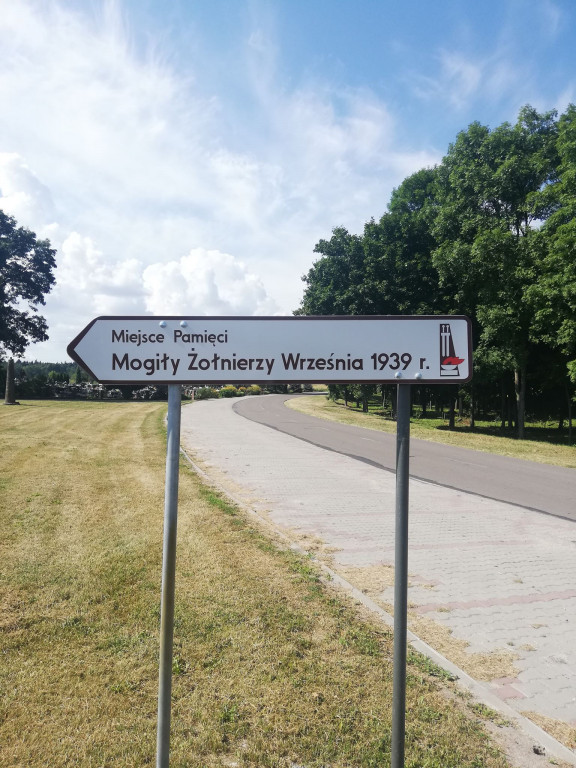 Miejsce Pamięci
Mogiły Żołnierzy Września 1939 r.